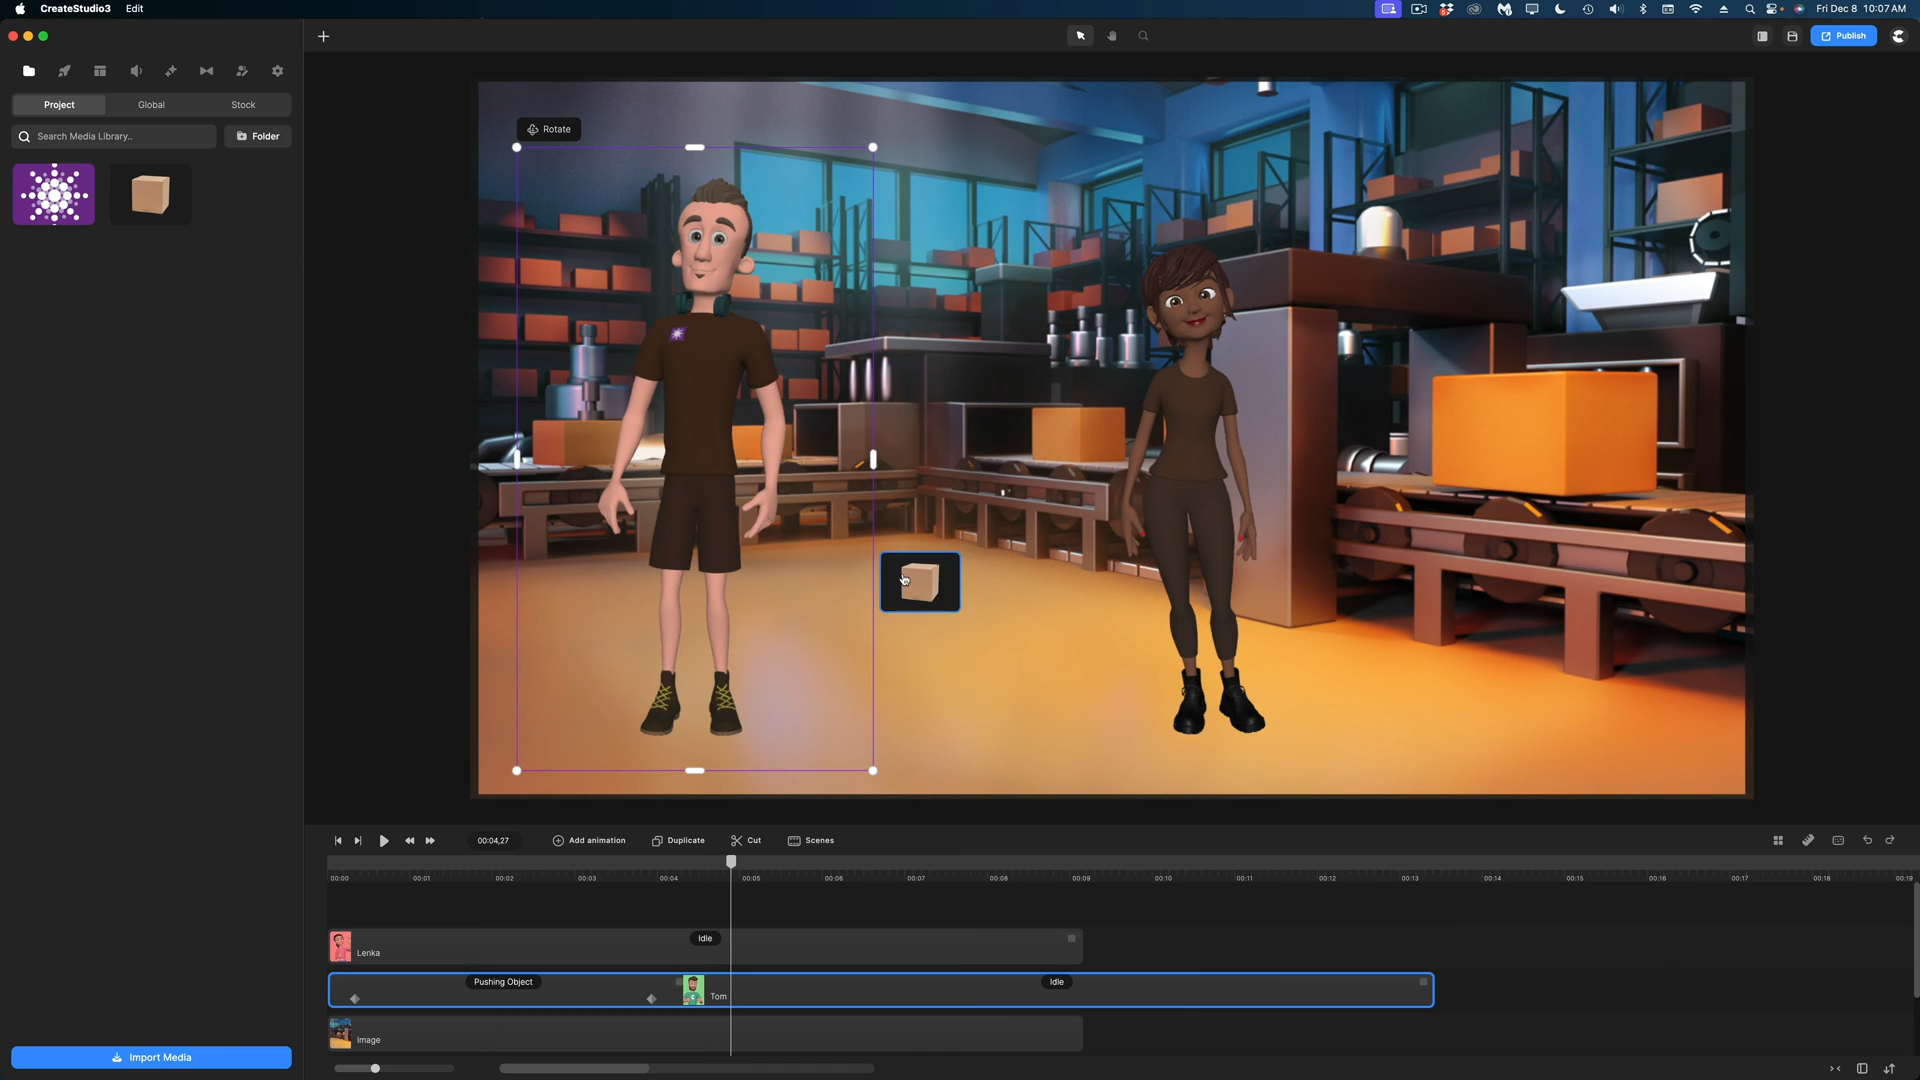 CreateStudio3 Edit
Fri Dec 8 10:07 AM
Publish
Project Global Stock
Search Media Library..
Folder
Rotate
00:04,27
Add animation
Duplicate
Cut
Scenes
00:00 00:01 00:02 00:03 00:04 00:05 00:06 00:07 00:08 00:09 00:10 00:11 00:12 00:13 00:14 00:15 00:16 00:17 00:18 00:19
Idle
Lenka
Pushing Object
Idle
Tom
Image
Import Media